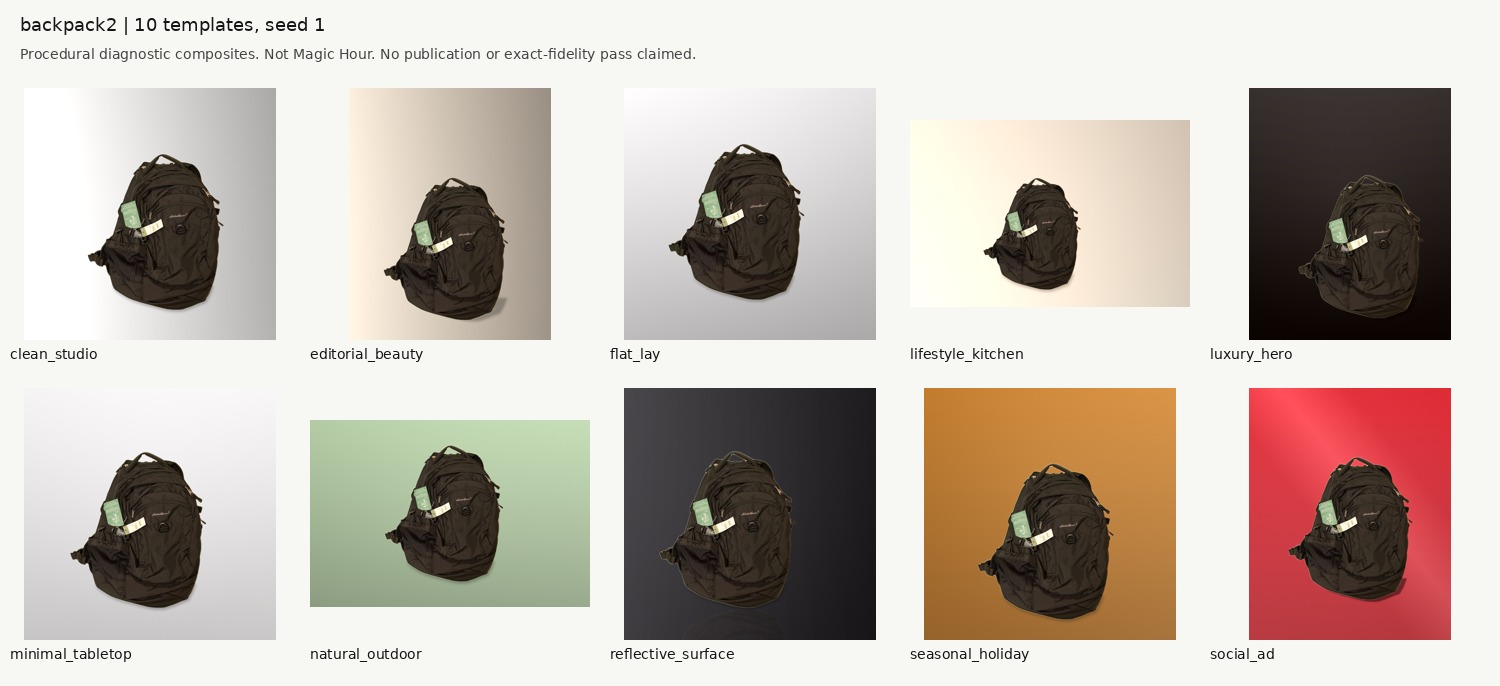 backpack2 | 10 templates, seed 1
Procedural diagnostic composites. Not Magic Hour. No publication or exact-fidelity pass claimed.
clean_studio
editorial_beauty
flat_lay
lifestyle_kitchen
luxury_hero
minimal_tabletop
natural_outdoor
reflective_surface
seasonal_holiday
social_ad